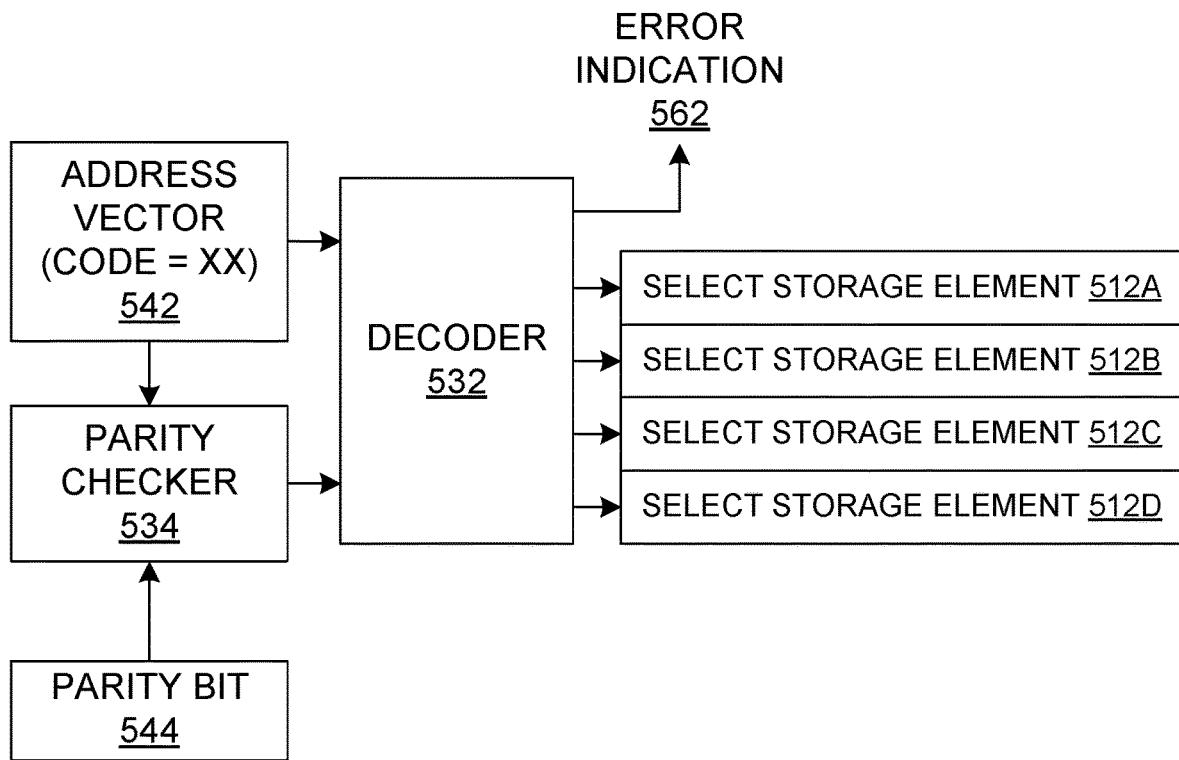 ERROR
INDICATION
562
ADDRESS
VECTOR
(CODE = XX)
542
DECODER
532
SELECT STORAGE ELEMENT 512A
SELECT STORAGE ELEMENT 512B
SELECT STORAGE ELEMENT 512C
SELECT STORAGE ELEMENT 512D
PARITY
CHECKER
534
PARITY BIT
544